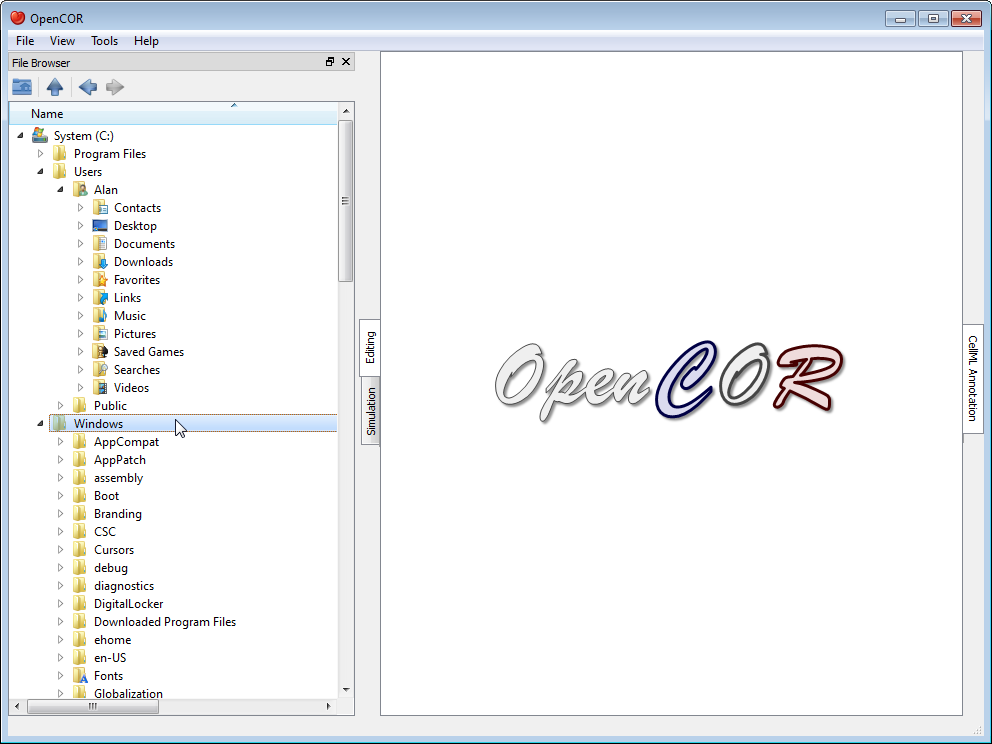 OpenCOR
File View Tools Help
File Browser
Name
System (C:)
Program Files
Users
Alan
Contacts
Desktop
Documents
Downloads
Favorites
Links
Music
Pictures
Saved Games
Searches
Videos
Public
Windows
AppCompat
AppPatch
assembly
Boot
Branding
CSC
Cursors
debug
diagnostics
DigitalLocker
Downloaded Program Files
ehome
en-US
Fonts
Globalization
Editing
Simulation
OpenCOR
CellML Annotation